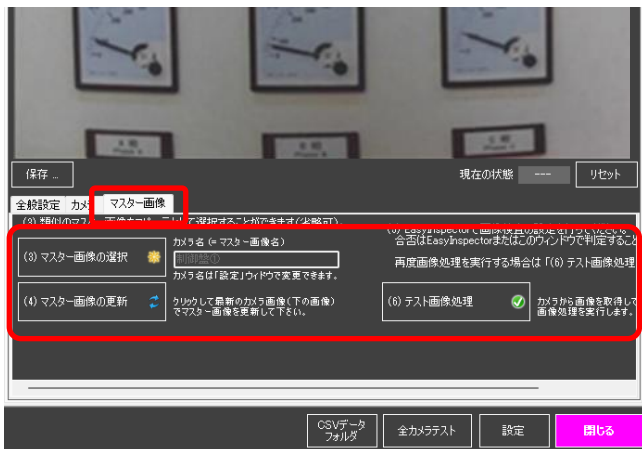 A 相
Phase A
B 相
Phase B
C 相
保存 ...
現在の状態
---
リセット
全般設定
カメラ
マスター画像
(3) マスター画像の選択
カメラ名 (= マスター画像名)
制御盤①
カメラ名は「設定」ウィドウで変更できます。
合否はEasyInspectorまたはこのウィンドウで判定すること
再度画像処理を実行する場合は「(6) テスト画像処理
(4) マスター画像の更新
クリックして最新のカメラ画像(下の画像)
でマスター画像を更新して下さい。
(6) テスト画像処理
カメラから画像を取得して
画像処理を実行します。
CSVデータ
フォルダ
全カメラテスト
設定
閉じる